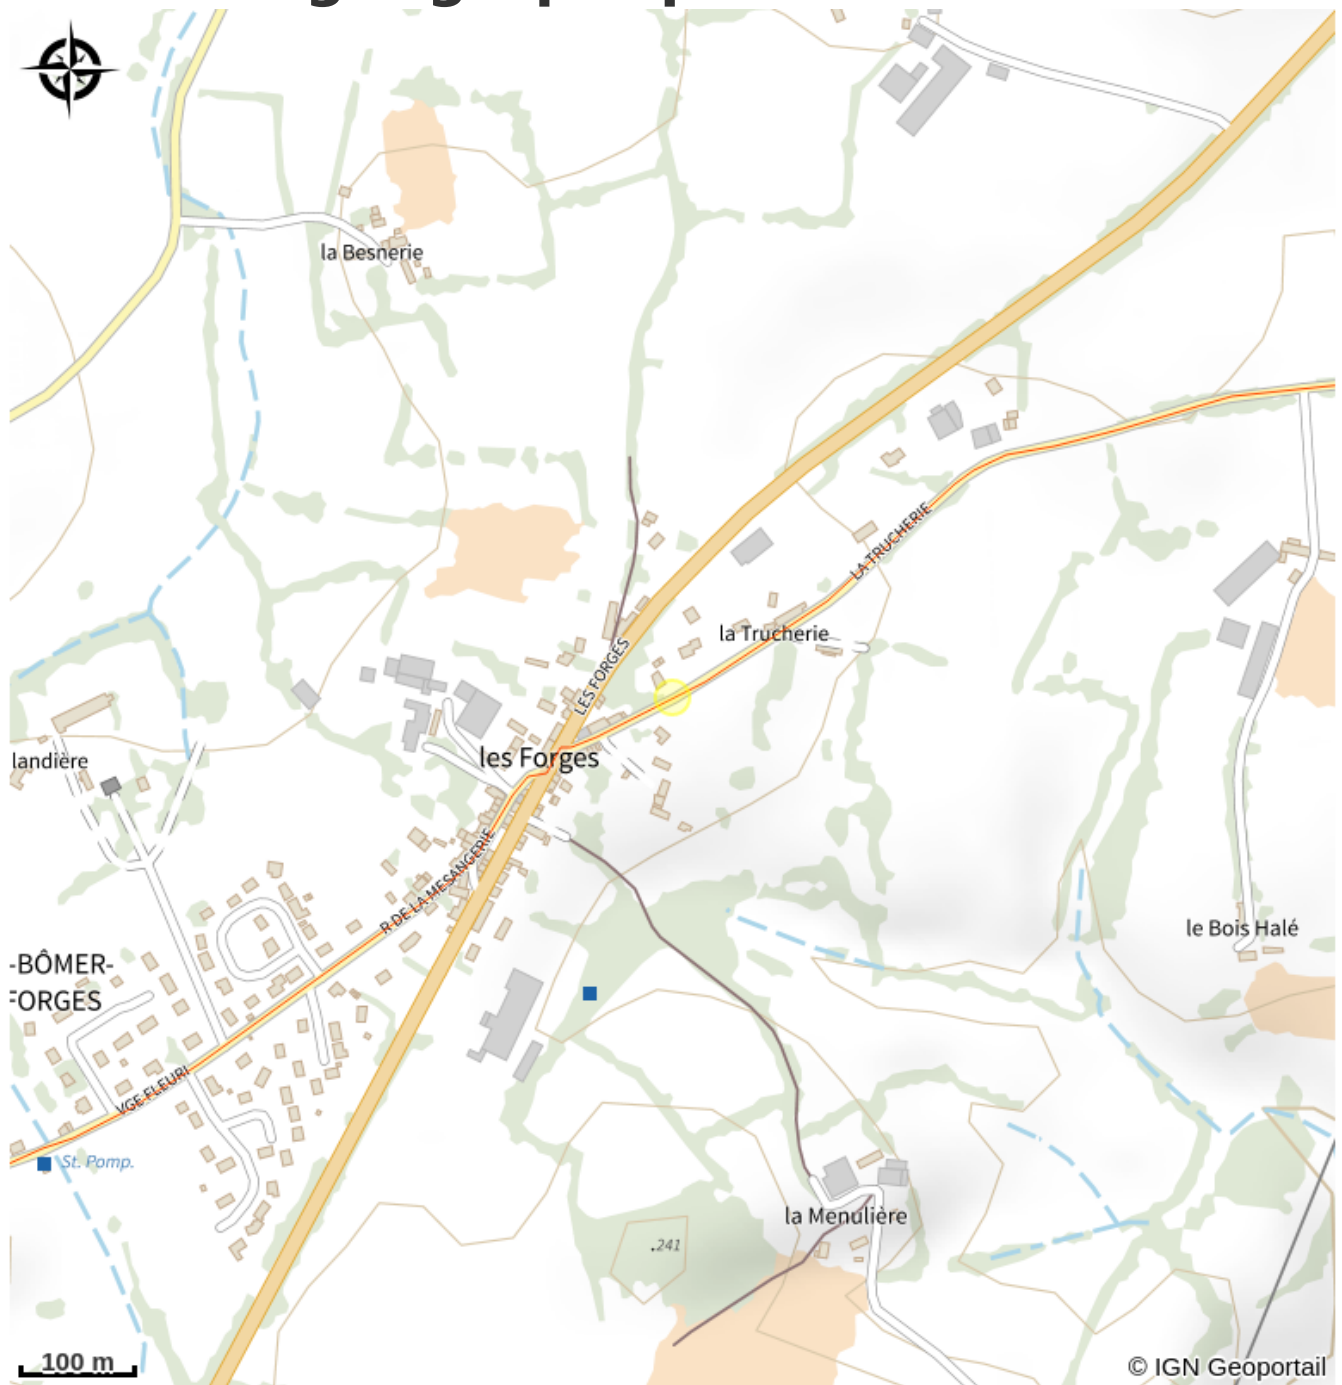 la Besnerie
LA TRUCHERIE
la Trucherie
LES FORGES
les Forges
landière
R DE LA MESANGERIE
le Bois Halé
-BÔMER-
FORGES
VGE FLEURI
St. Pomp.
la Menulière
.241
100 m
© IGN Geoportail